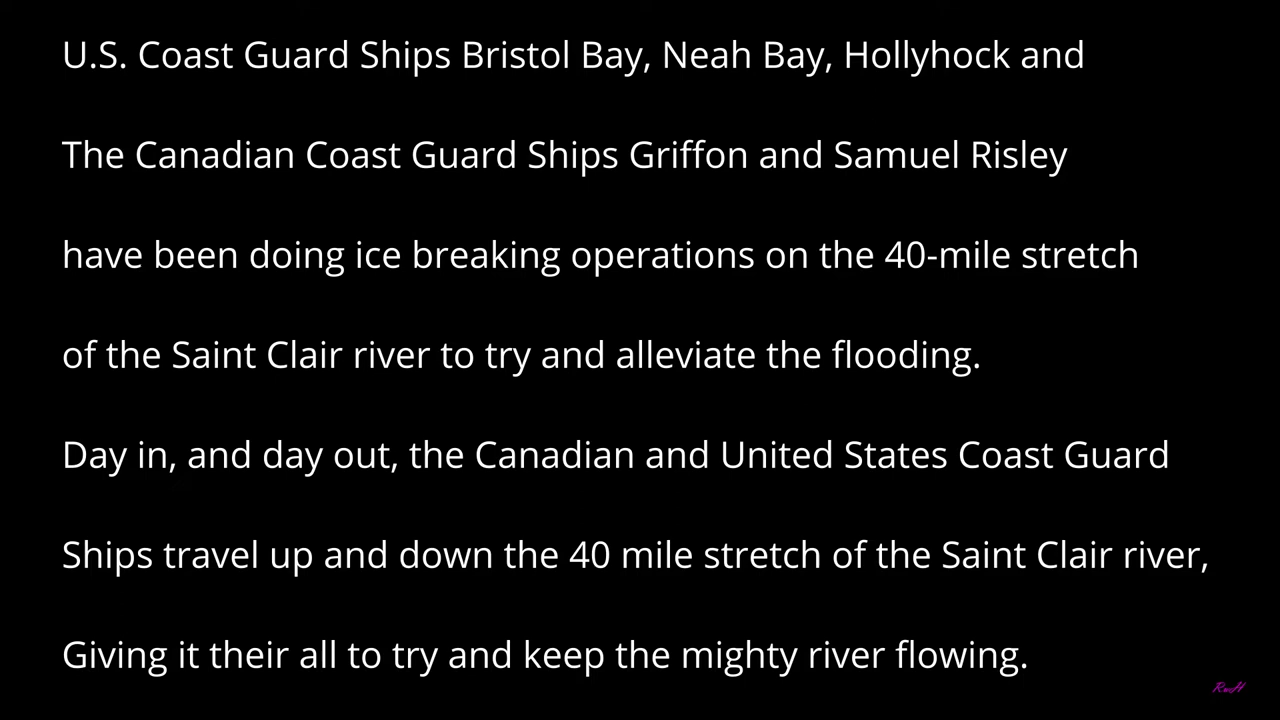 U.S. Coast Guard Ships Bristol Bay, Neah Bay, Hollyhock and
The Canadian Coast Guard Ships Griffon and Samuel Risley
have been doing ice breaking operations on the 40-mile stretch
of the Saint Clair river to try and alleviate the flooding.
Day in, and day out, the Canadian and United States Coast Guard
Ships travel up and down the 40 mile stretch of the Saint Clair river,
Giving it their all to try and keep the mighty river flowing.